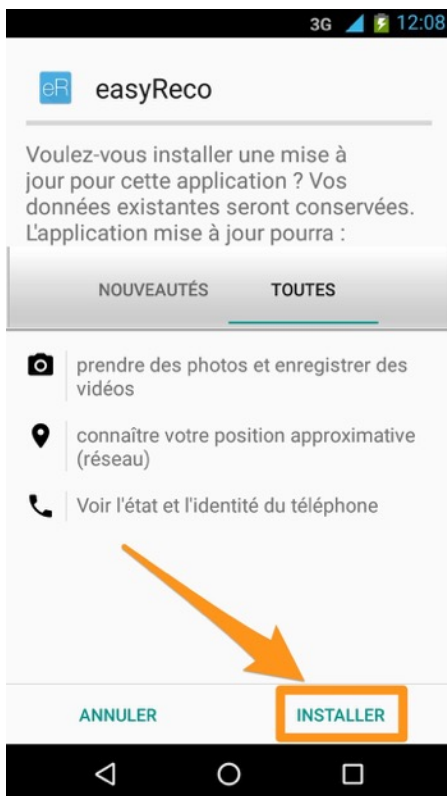 3G 12:08
eR easyReco
Voulez-vous installer une mise à
jour pour cette application ? Vos
données existantes seront conservées.
L'application mise à jour pourra :
NOUVEAUTÉS TOUTES
prendre des photos et enregistrer des
vidéos
connaître votre position approximative
(réseau)
Voir l'état et l'identité du téléphone
ANNULER INSTALLER